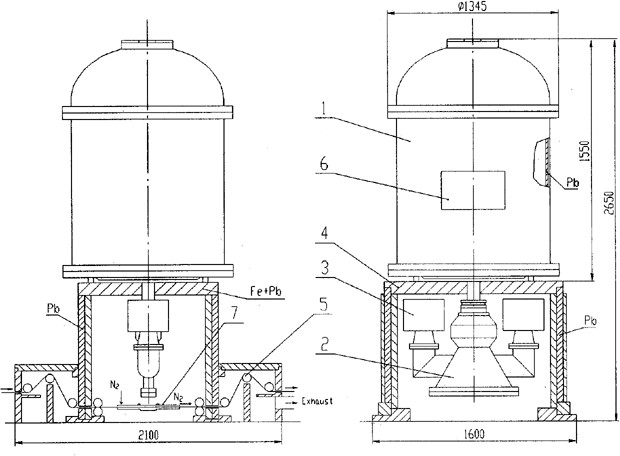 Ø1345
1
6
Pb
1550
2650
4
3
Fe+Pb
Pb
5
7
Pb
2
N₂
N₂
Exhaust
2100
1600